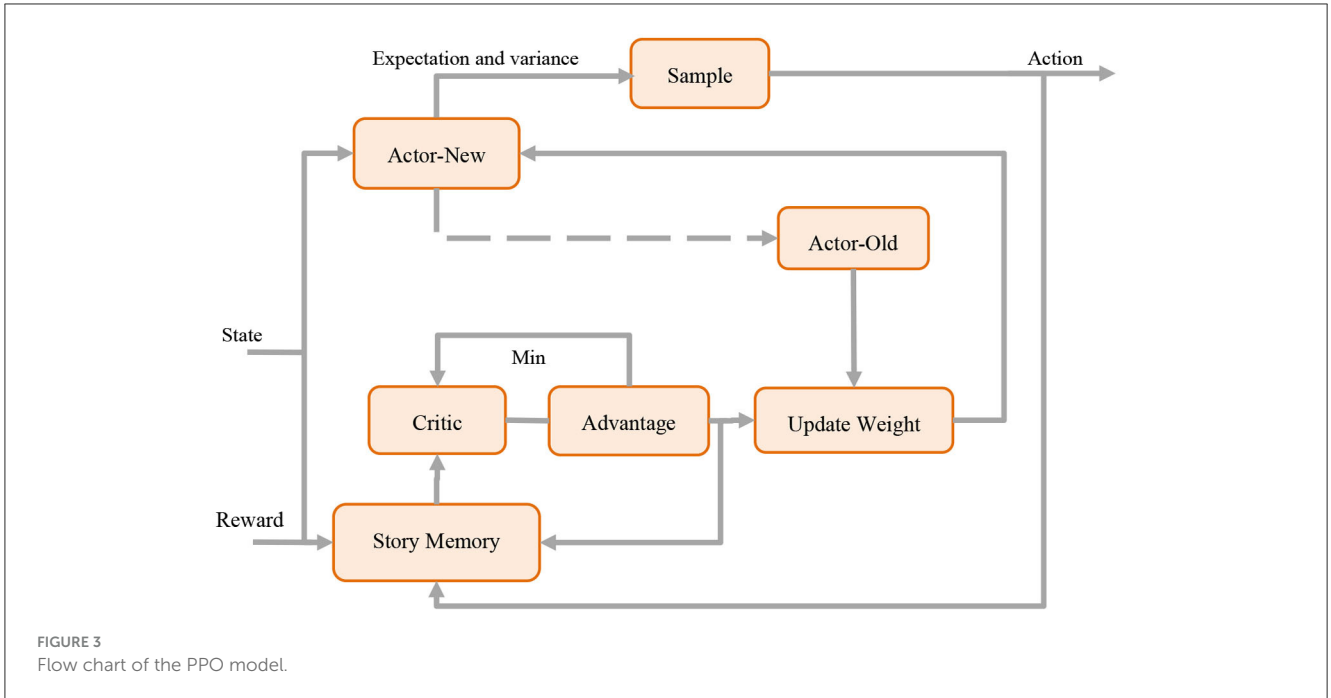 Expectation and variance
Sample
Action
Actor-New
Actor-Old
State
Min
Critic
Advantage
Update Weight
Reward
Story Memory
FIGURE 3
Flow chart of the PPO model.